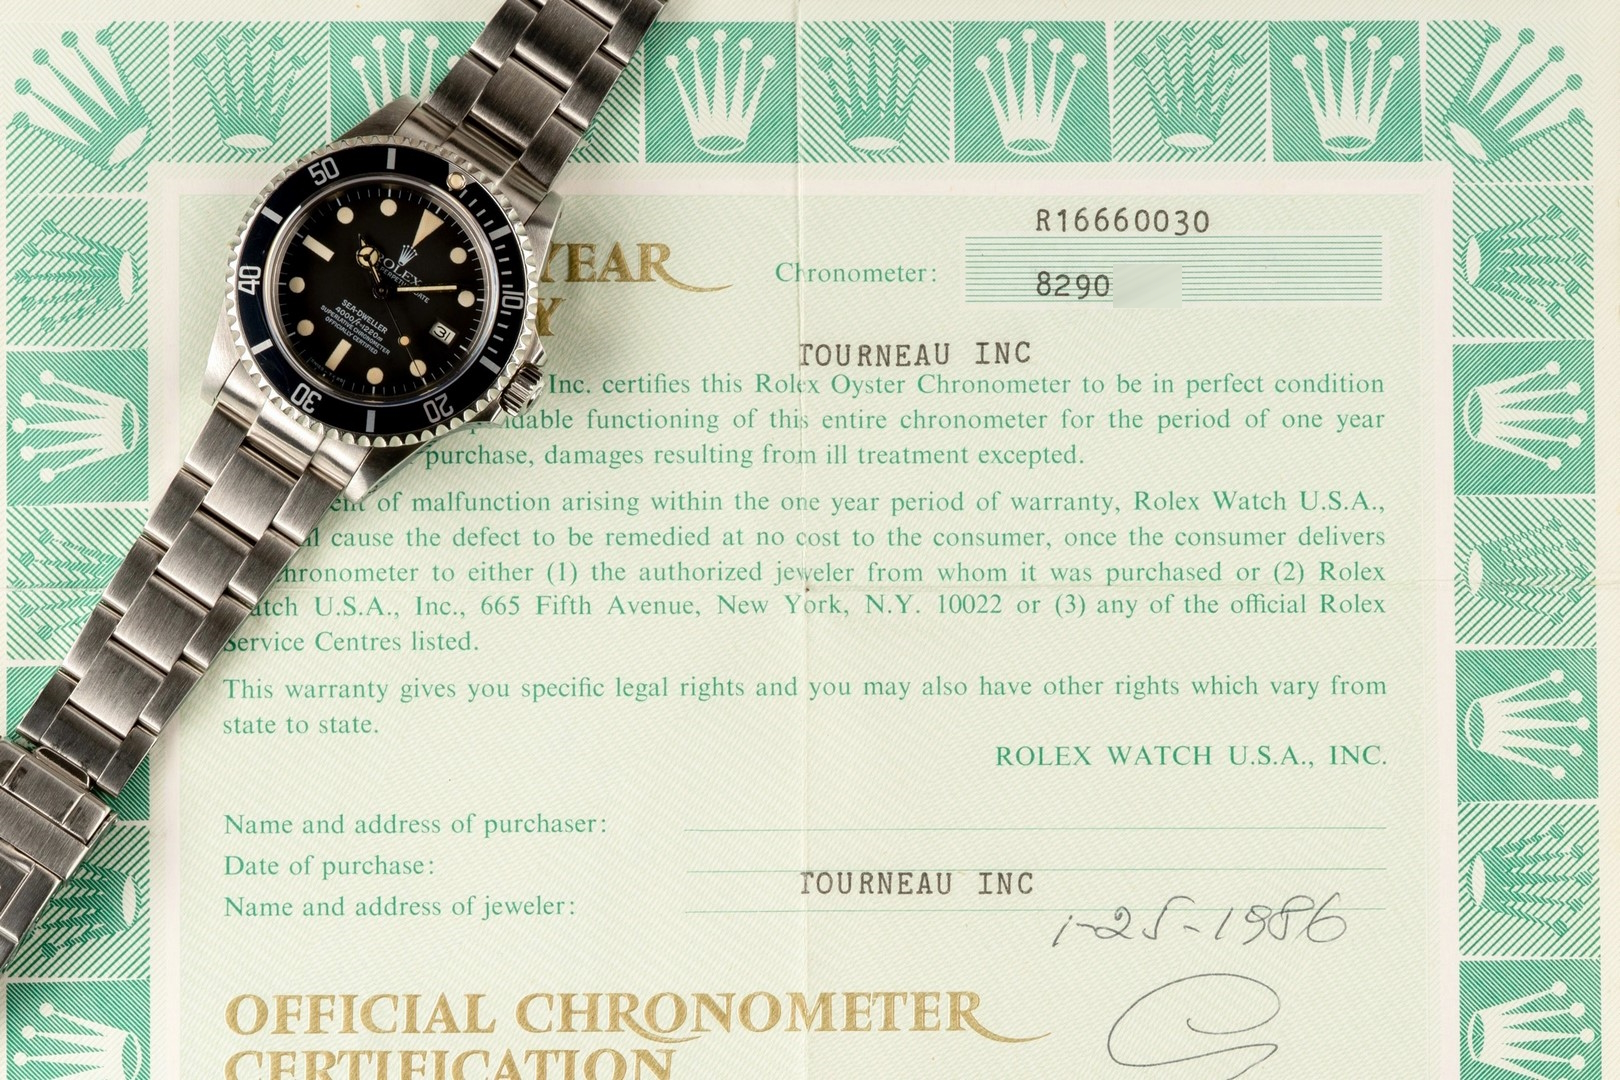 R16660030
YEAR
Chronometer:
8290
Y
TOURNEAU INC
Inc. certifies this Rolex Oyster Chronometer to be in perfect condition
functioning of this entire chronometer for the period of one year
purchase, damages resulting from ill treatment excepted.
of malfunction arising within the one year period of warranty, Rolex Watch U.S.A.,
cause the defect to be remedied at no cost to the consumer, once the consumer delivers
chronometer to either (1) the authorized jeweler from whom it was purchased or (2) Rolex
Watch U.S.A., Inc., 665 Fifth Avenue, New York, N.Y. 10022 or (3) any of the official Rolex
Service Centres listed.
This warranty gives you specific legal rights and you may also have other rights which vary from
state to state.
ROLEX WATCH U.S.A., INC.
Name and address of purchaser:
Date of purchase:
TOURNEAU INC
Name and address of jeweler:
1-25-1986
OFFICIAL CHRONOMETER
CERTIFICATION
50
40
30
20
10
ROLEX
SEA-DWELLER
4000ft=1220m
SUPERLATIVE CHRONOMETER
OFFICIALLY CERTIFIED
31